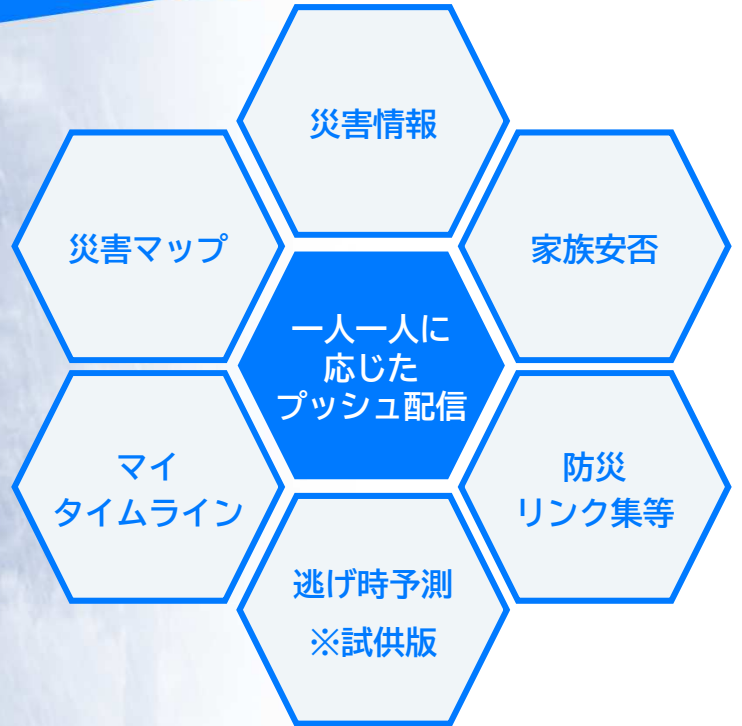 災害情報
災害マップ
家族安否
一人一人に
応じた
プッシュ配信
マイ
タイムライン
防災
リンク集等
逃げ時予測
※試供版